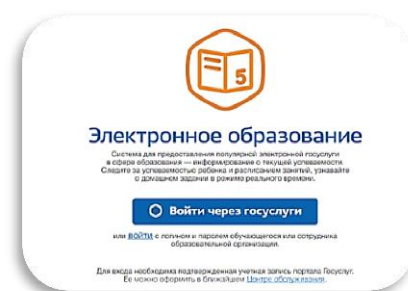 5
Электронное образование
Система для предоставления популярной электронной госуслуги
в сфере образования — информирование о текущей успеваемости.
Следите за успеваемостью ребенка и расписанием занятий, узнавайте
о домашнем задании в режиме реального времени.
Войти через госуслуги
или ВОЙТИ с логином и паролем обучающегося или сотрудника
образовательной организации.
Для входа необходима подтвержденная учетная запись портала Госуслуг.
Ее можно оформить в ближайшем Центре обслуживания.